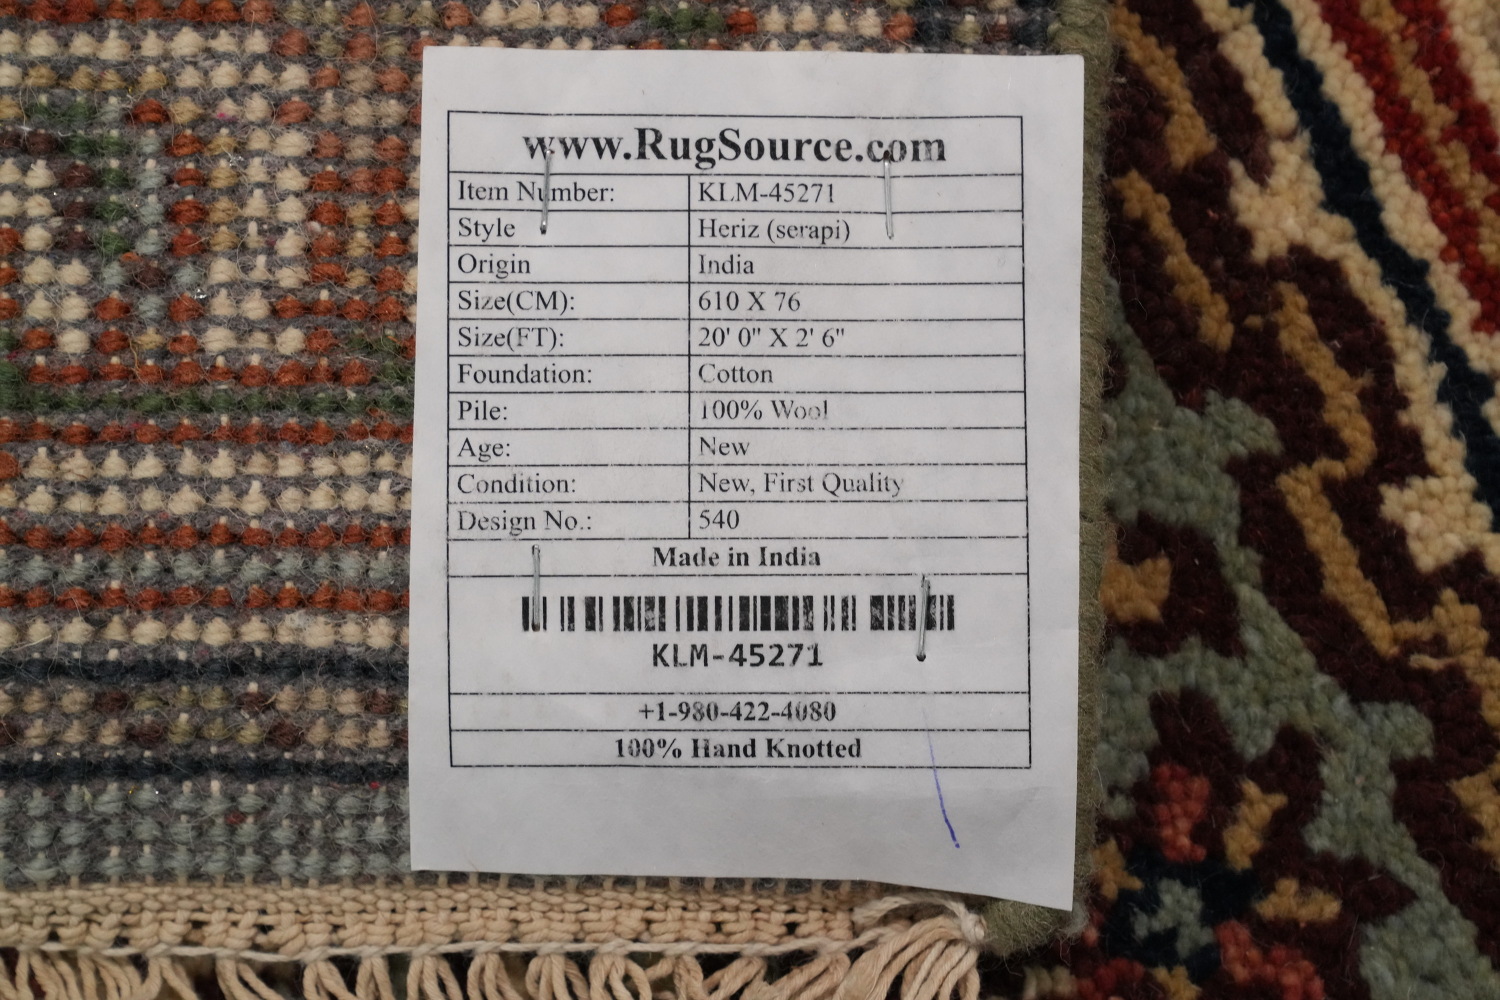 www.RugSource.com
Item Number: KLM-45271
Style Heriz (serapi)
Origin India
Size(CM): 610 X 76
Size(FT): 20' 0" X 2' 6"
Foundation: Cotton
Pile: 100% Wool
Age: New
Condition: New, First Quality
Design No.: 540
Made in India
KLM-45271
+1-980-422-4080
100% Hand Knotted